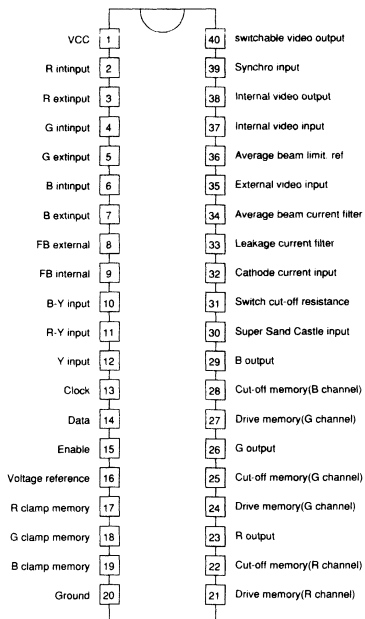 VCC 1 40 switchable video output
R intinput 2 39 Synchro input
R extinput 3 38 Internal video output
G intinput 4 37 Internal video input
G extinput 5 36 Average beam limit. ref
B intinput 6 35 External video input
B extinput 7 34 Average beam current filter
FB external 8 33 Leakage current filter
FB internal 9 32 Cathode current input
B-Y input 10 31 Switch cut-off resistance
R-Y input 11 30 Super Sand Castle input
Y input 12 29 B output
Clock 13 28 Cut-off memory(B channel)
Data 14 27 Drive memory(G channel)
Enable 15 26 G output
Voltage reference 16 25 Cut-off memory(G channel)
R clamp memory 17 24 Drive memory(G channel)
G clamp memory 18 23 R output
B clamp memory 19 22 Cut-off memory(R channel)
Ground 20 21 Drive memory(R channel)